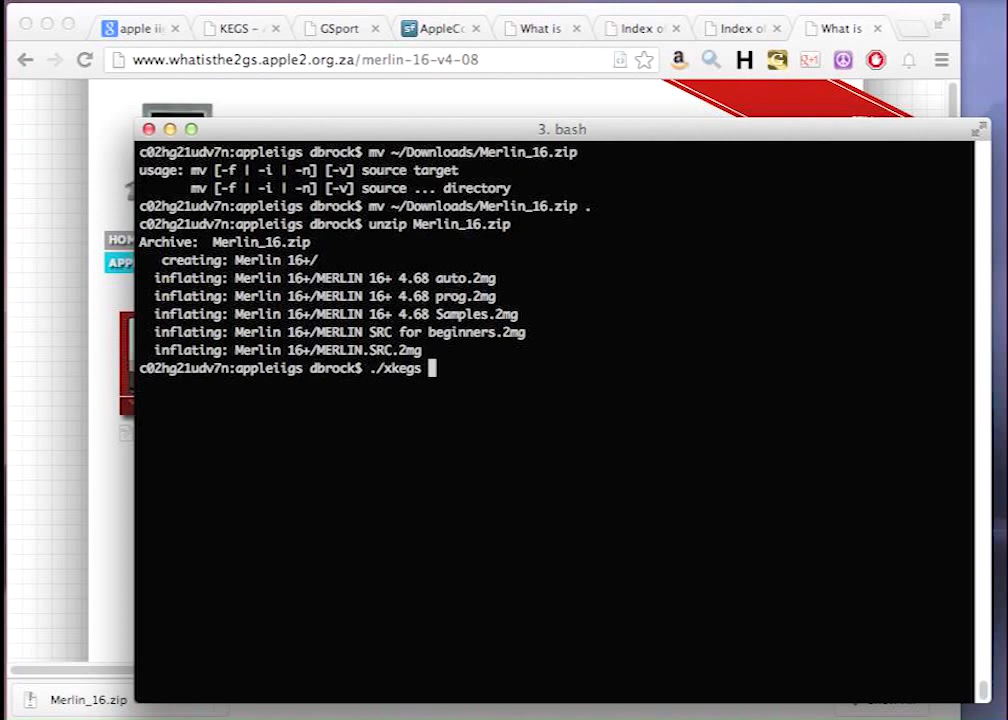 apple ii
KEGS –
GSport
AppleCo
What is
Index of
Index of
What is
www.whatisthe2gs.apple2.org.za/merlin-16-v4-08
3. bash
c02hg21udv7n:appleiigs dbrock$ mv ~/Downloads/Merlin_16.zip
usage: mv [-f | -i | -n] [-v] source target
mv [-f | -i | -n] [-v] source ... directory
c02hg21udv7n:appleiigs dbrock$ mv ~/Downloads/Merlin_16.zip .
c02hg21udv7n:appleiigs dbrock$ unzip Merlin_16.zip
Archive:  Merlin_16.zip
creating: Merlin 16+/
inflating: Merlin 16+/MERLIN 16+ 4.68 auto.2mg
inflating: Merlin 16+/MERLIN 16+ 4.68 prog.2mg
inflating: Merlin 16+/MERLIN 16+ 4.68 Samples.2mg
inflating: Merlin 16+/MERLIN SRC for beginners.2mg
inflating: Merlin 16+/MERLIN.SRC.2mg
c02hg21udv7n:appleiigs dbrock$ ./xkegs
HOM
APP
Merlin_16.zip